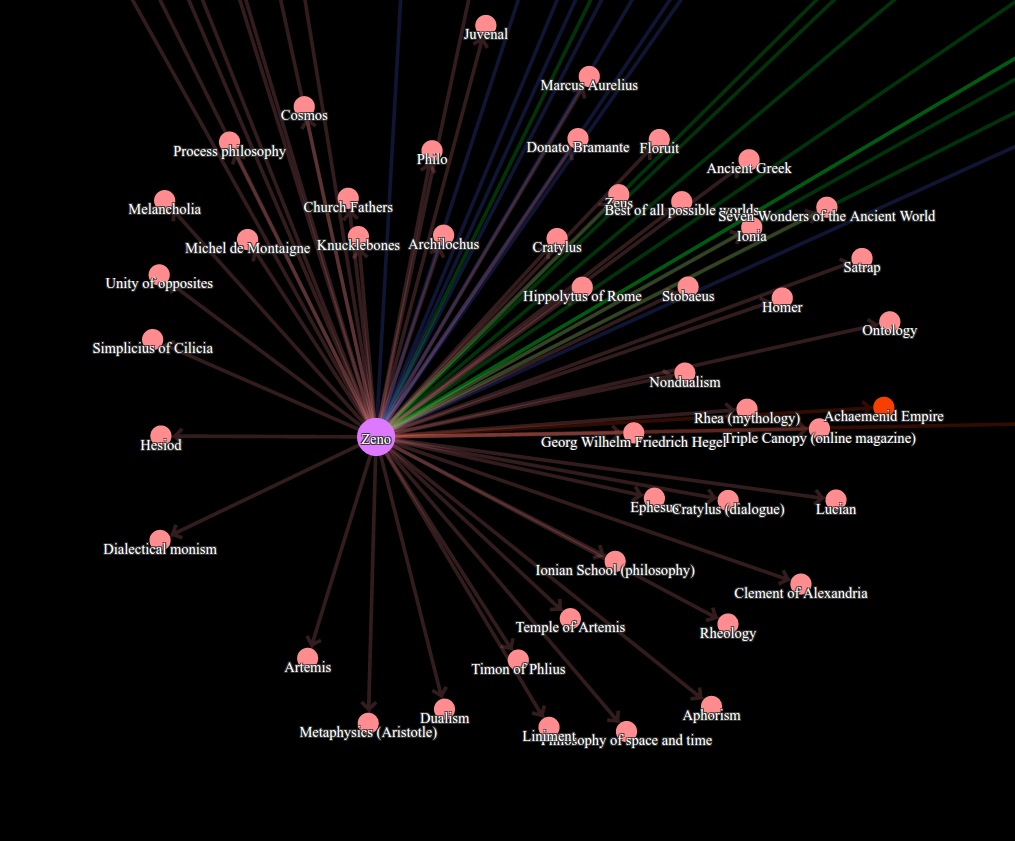 Juvenal
Marcus Aurelius
Cosmos
Process philosophy
Philo
Donato Bramante
Floruit
Ancient Greek
Melancholia
Church Fathers
Zeus
Best of all possible worlds
Seven Wonders of the Ancient World
Michel de Montaigne
Knucklebones
Archilochus
Cratylus
Ionia
Satrap
Unity of opposites
Hippolytus of Rome
Stobaeus
Homer
Ontology
Simplicius of Cilicia
Nondualism
Rhea (mythology)
Achaemenid Empire
Hesiod
Zeno
Georg Wilhelm Friedrich Hegel
Triple Canopy (online magazine)
Ephesus
Cratylus (dialogue)
Lucian
Dialectical monism
Ionian School (philosophy)
Clement of Alexandria
Temple of Artemis
Rheology
Artemis
Timon of Phlius
Metaphysics (Aristotle)
Dualism
Aphorism
Liniment
Philosophy of space and time